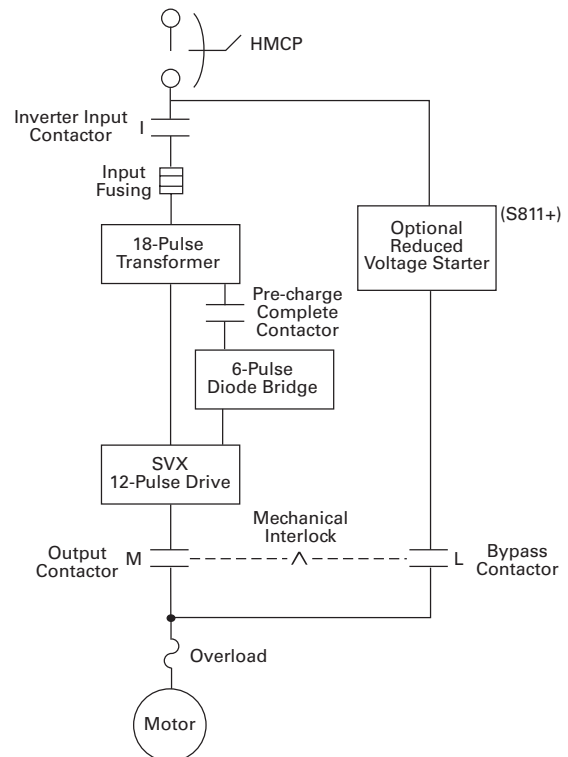 HMCP
Inverter Input
Contactor
I
Input
Fusing
(S811+)
Optional
Reduced
Voltage Starter
18-Pulse
Transformer
Pre-charge
Complete
Contactor
6-Pulse
Diode Bridge
SVX
12-Pulse Drive
Mechanical
Interlock
Output
Contactor
M
L
Bypass
Contactor
Overload
Motor